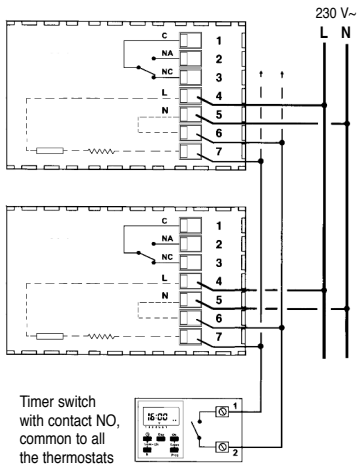 230 V~
L N
C 1
NA 2
NC 3
L 4
N 5
6
7
C 1
NA 2
NC 3
L 4
N 5
6
7
Timer switch
with contact NO,
common to all
the thermostats
16:00
1
2